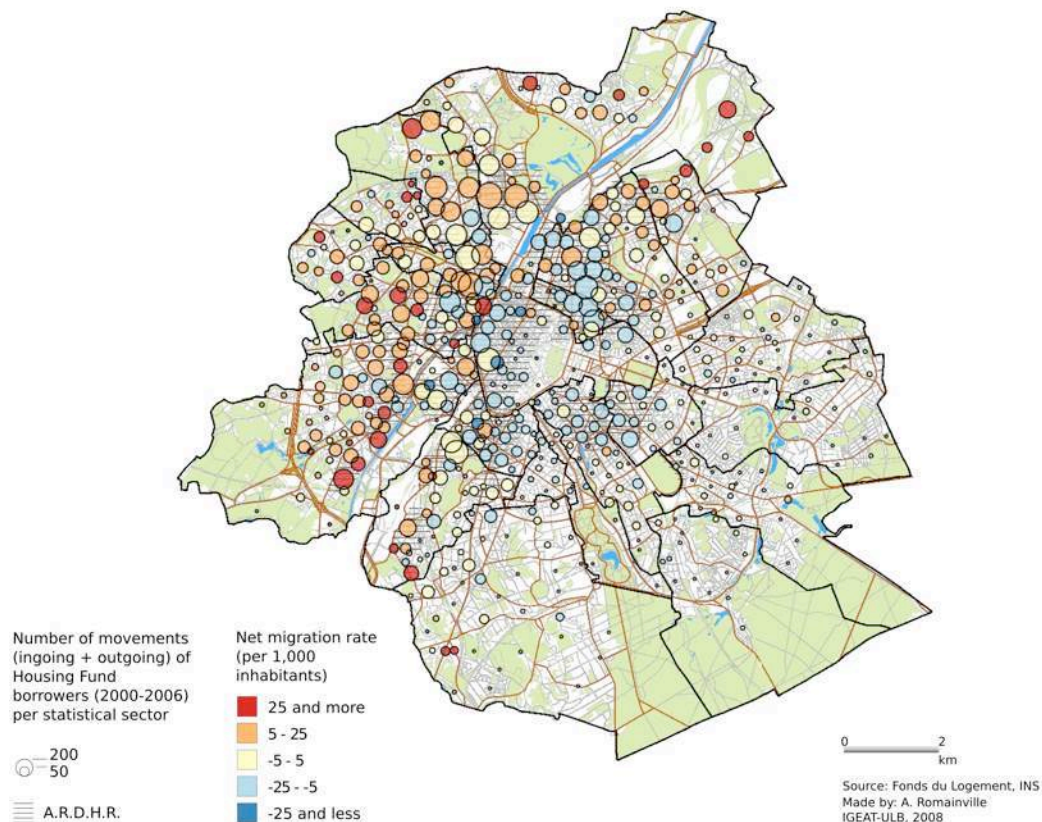 Number of movements
(ingoing + outgoing) of
Housing Fund
borrowers (2000-2006)
per statistical sector
200
50
A.R.D.H.R.
Net migration rate
(per 1,000
inhabitants)
25 and more
5 - 25
-5 - 5
-25 - -5
-25 and less
0 2
km
Source: Fonds du Logement, INS
Made by: A. Romainville
IGEAT-ULB, 2008